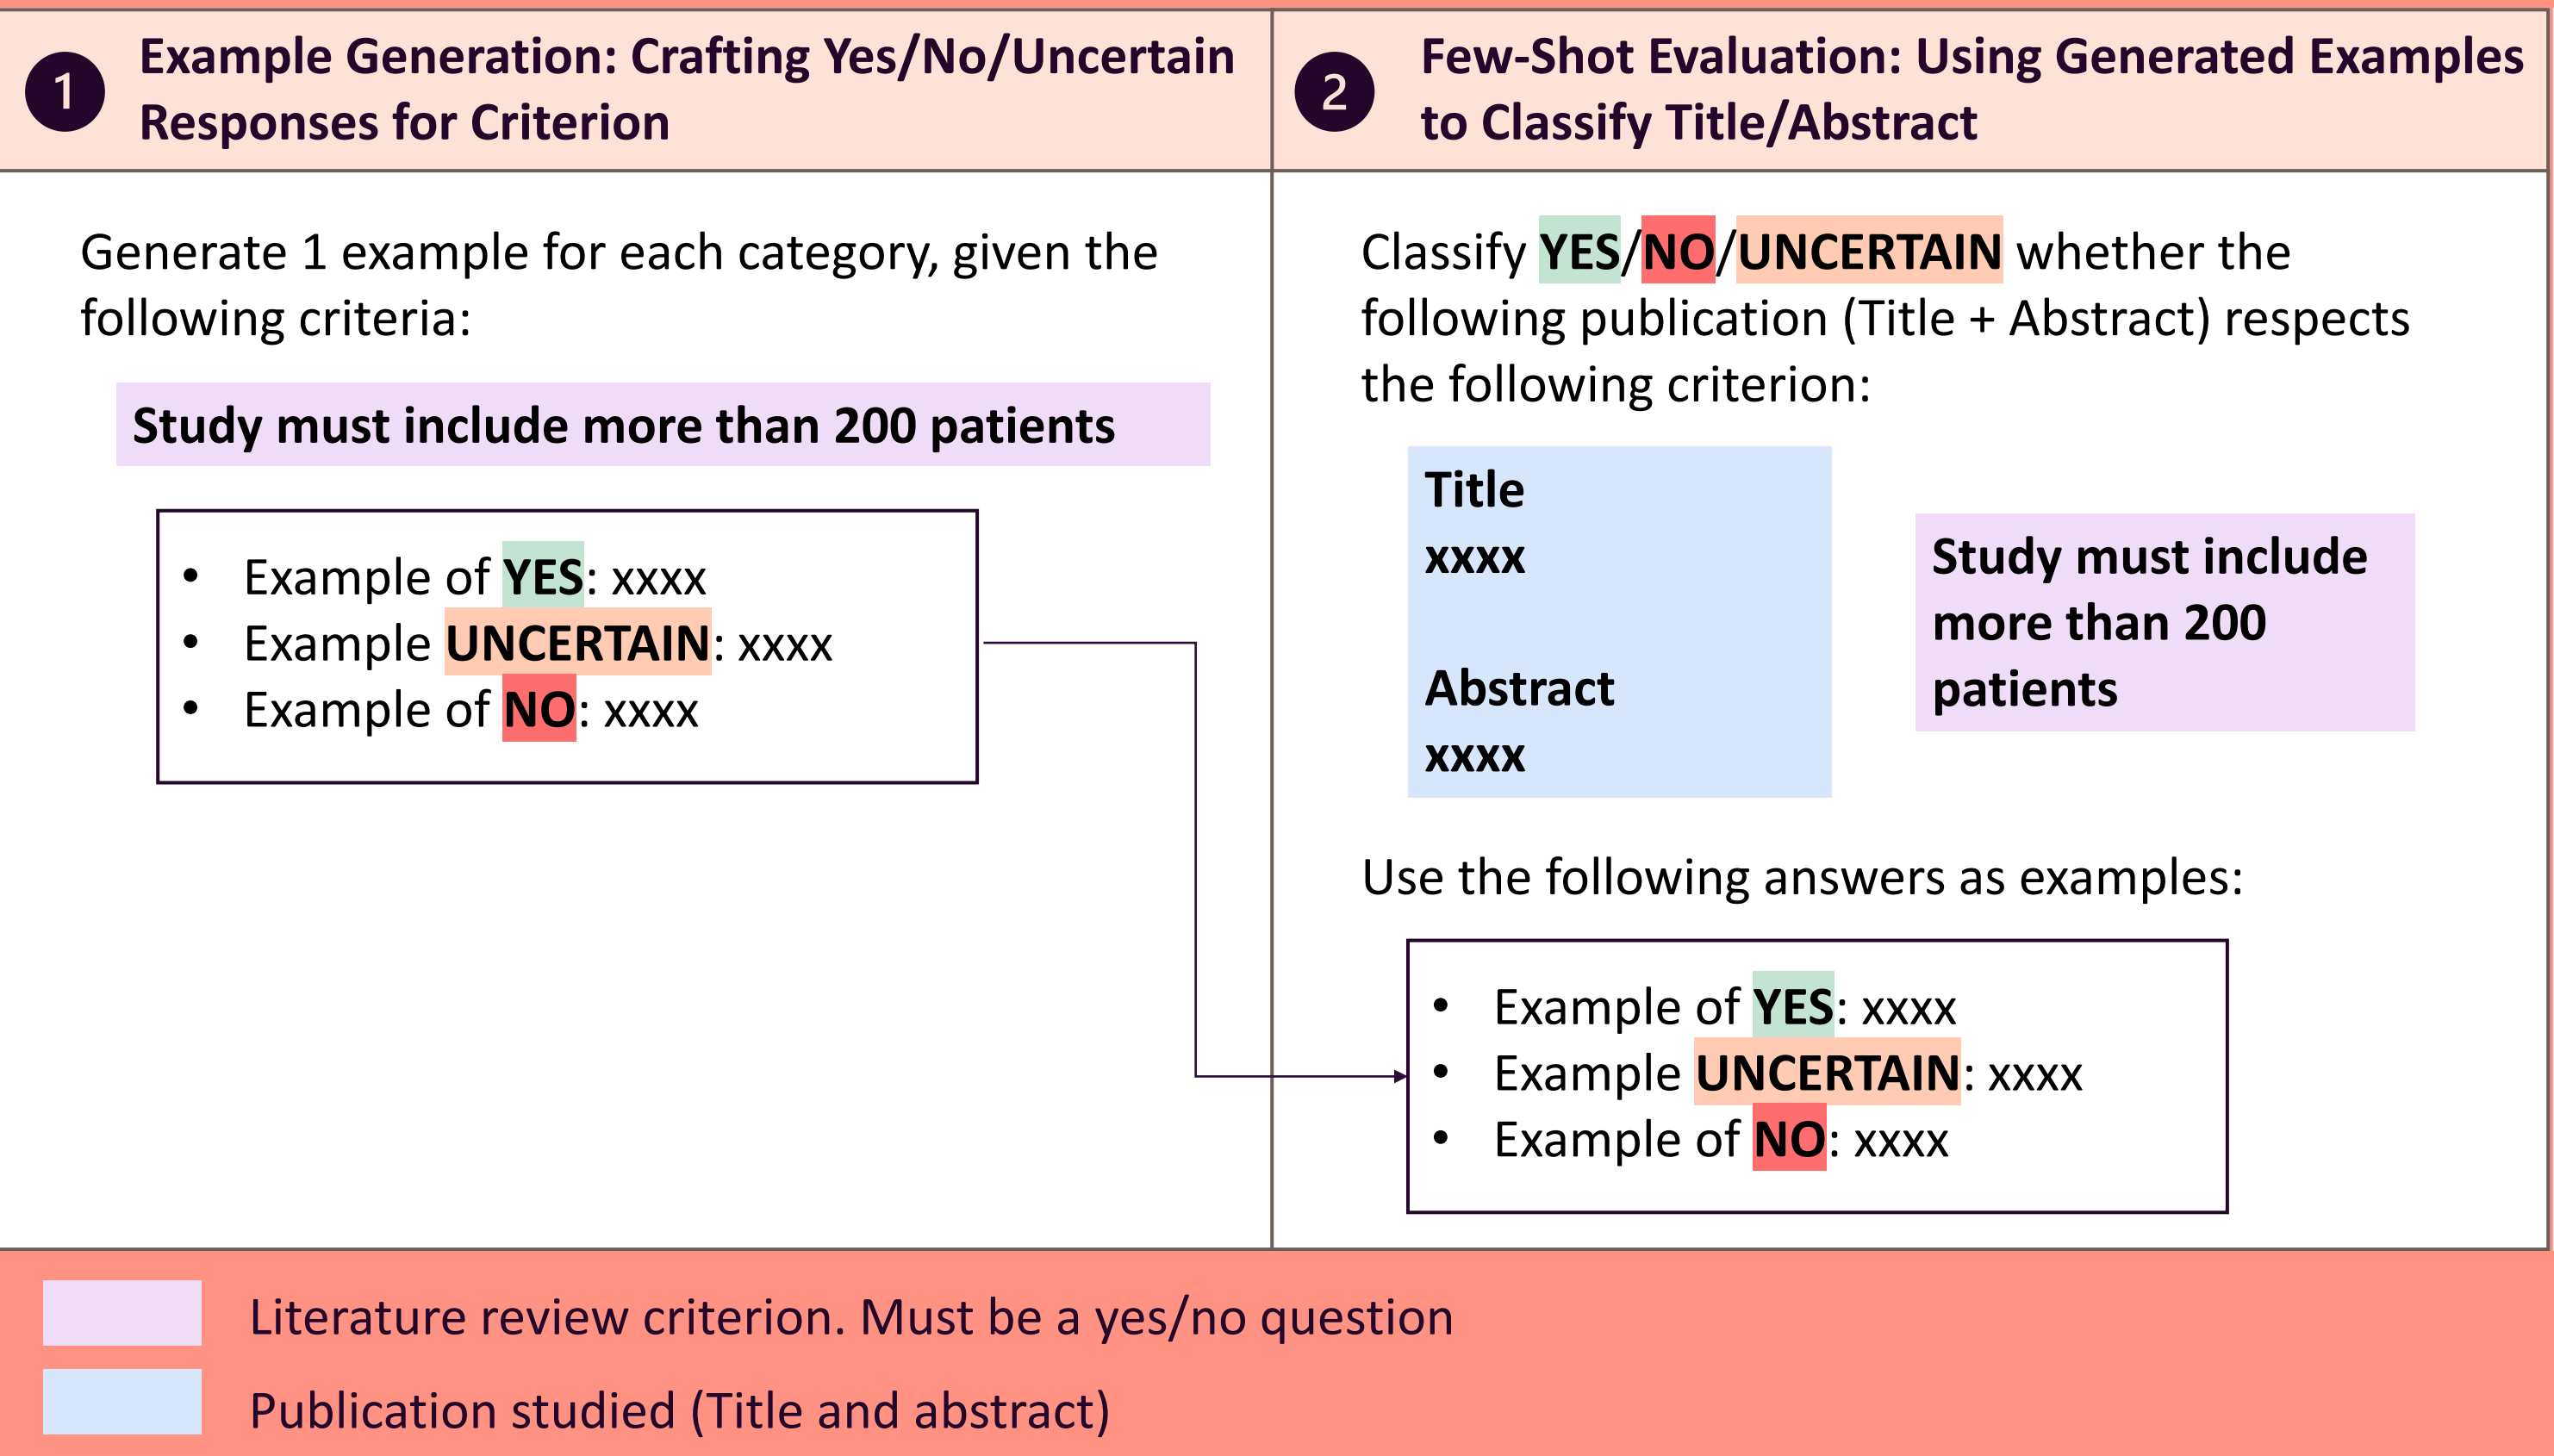 1
Example Generation: Crafting Yes/No/Uncertain
Responses for Criterion
Generate 1 example for each category, given the
following criteria:
Study must include more than 200 patients
• Example of YES: xxxx
• Example UNCERTAIN: xxxx
• Example of NO: xxxx
2
Few-Shot Evaluation: Using Generated Examples
to Classify Title/Abstract
Classify YES/NO/UNCERTAIN whether the
following publication (Title + Abstract) respects
the following criterion:
Title
xxxx
Abstract
xxxx
Study must include
more than 200
patients
Use the following answers as examples:
• Example of YES: xxxx
• Example UNCERTAIN: xxxx
• Example of NO: xxxx
Literature review criterion. Must be a yes/no question
Publication studied (Title and abstract)